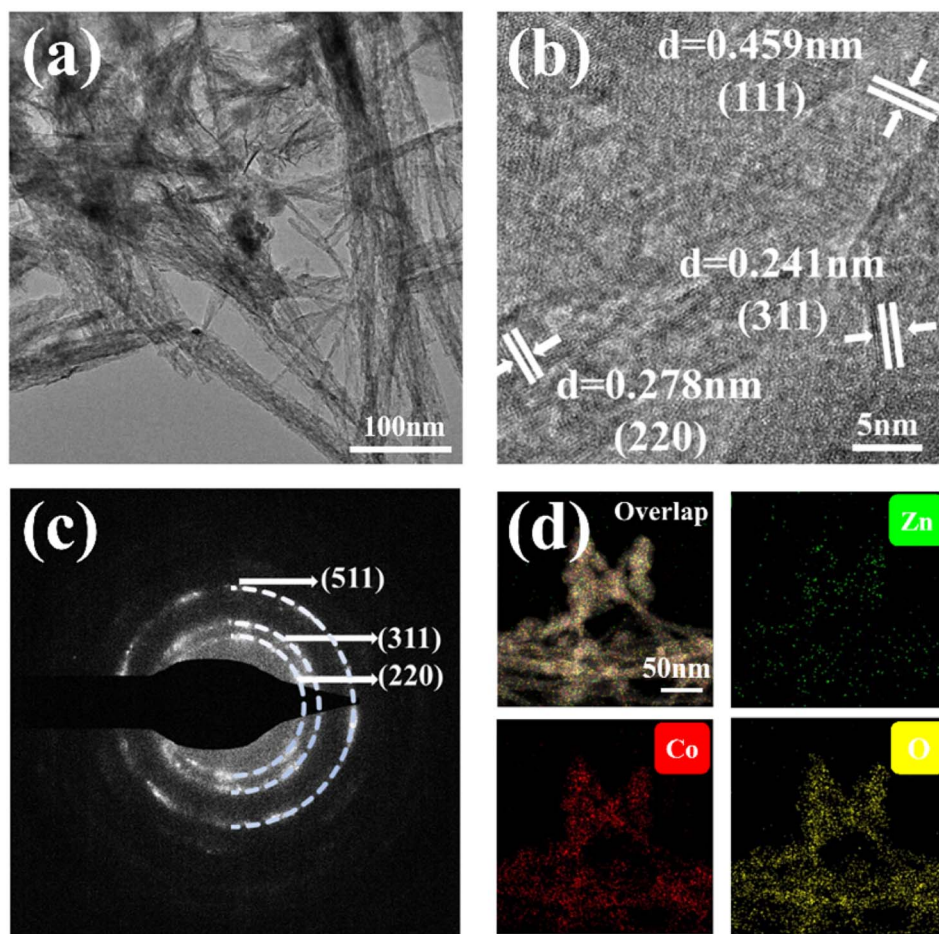 (a)
100nm
(b)
d=0.459nm
(111)
d=0.241nm
(311)
d=0.278nm
(220)
5nm
(c)
(511)
(311)
(220)
(d)
Overlap
50nm
Zn
Co
O